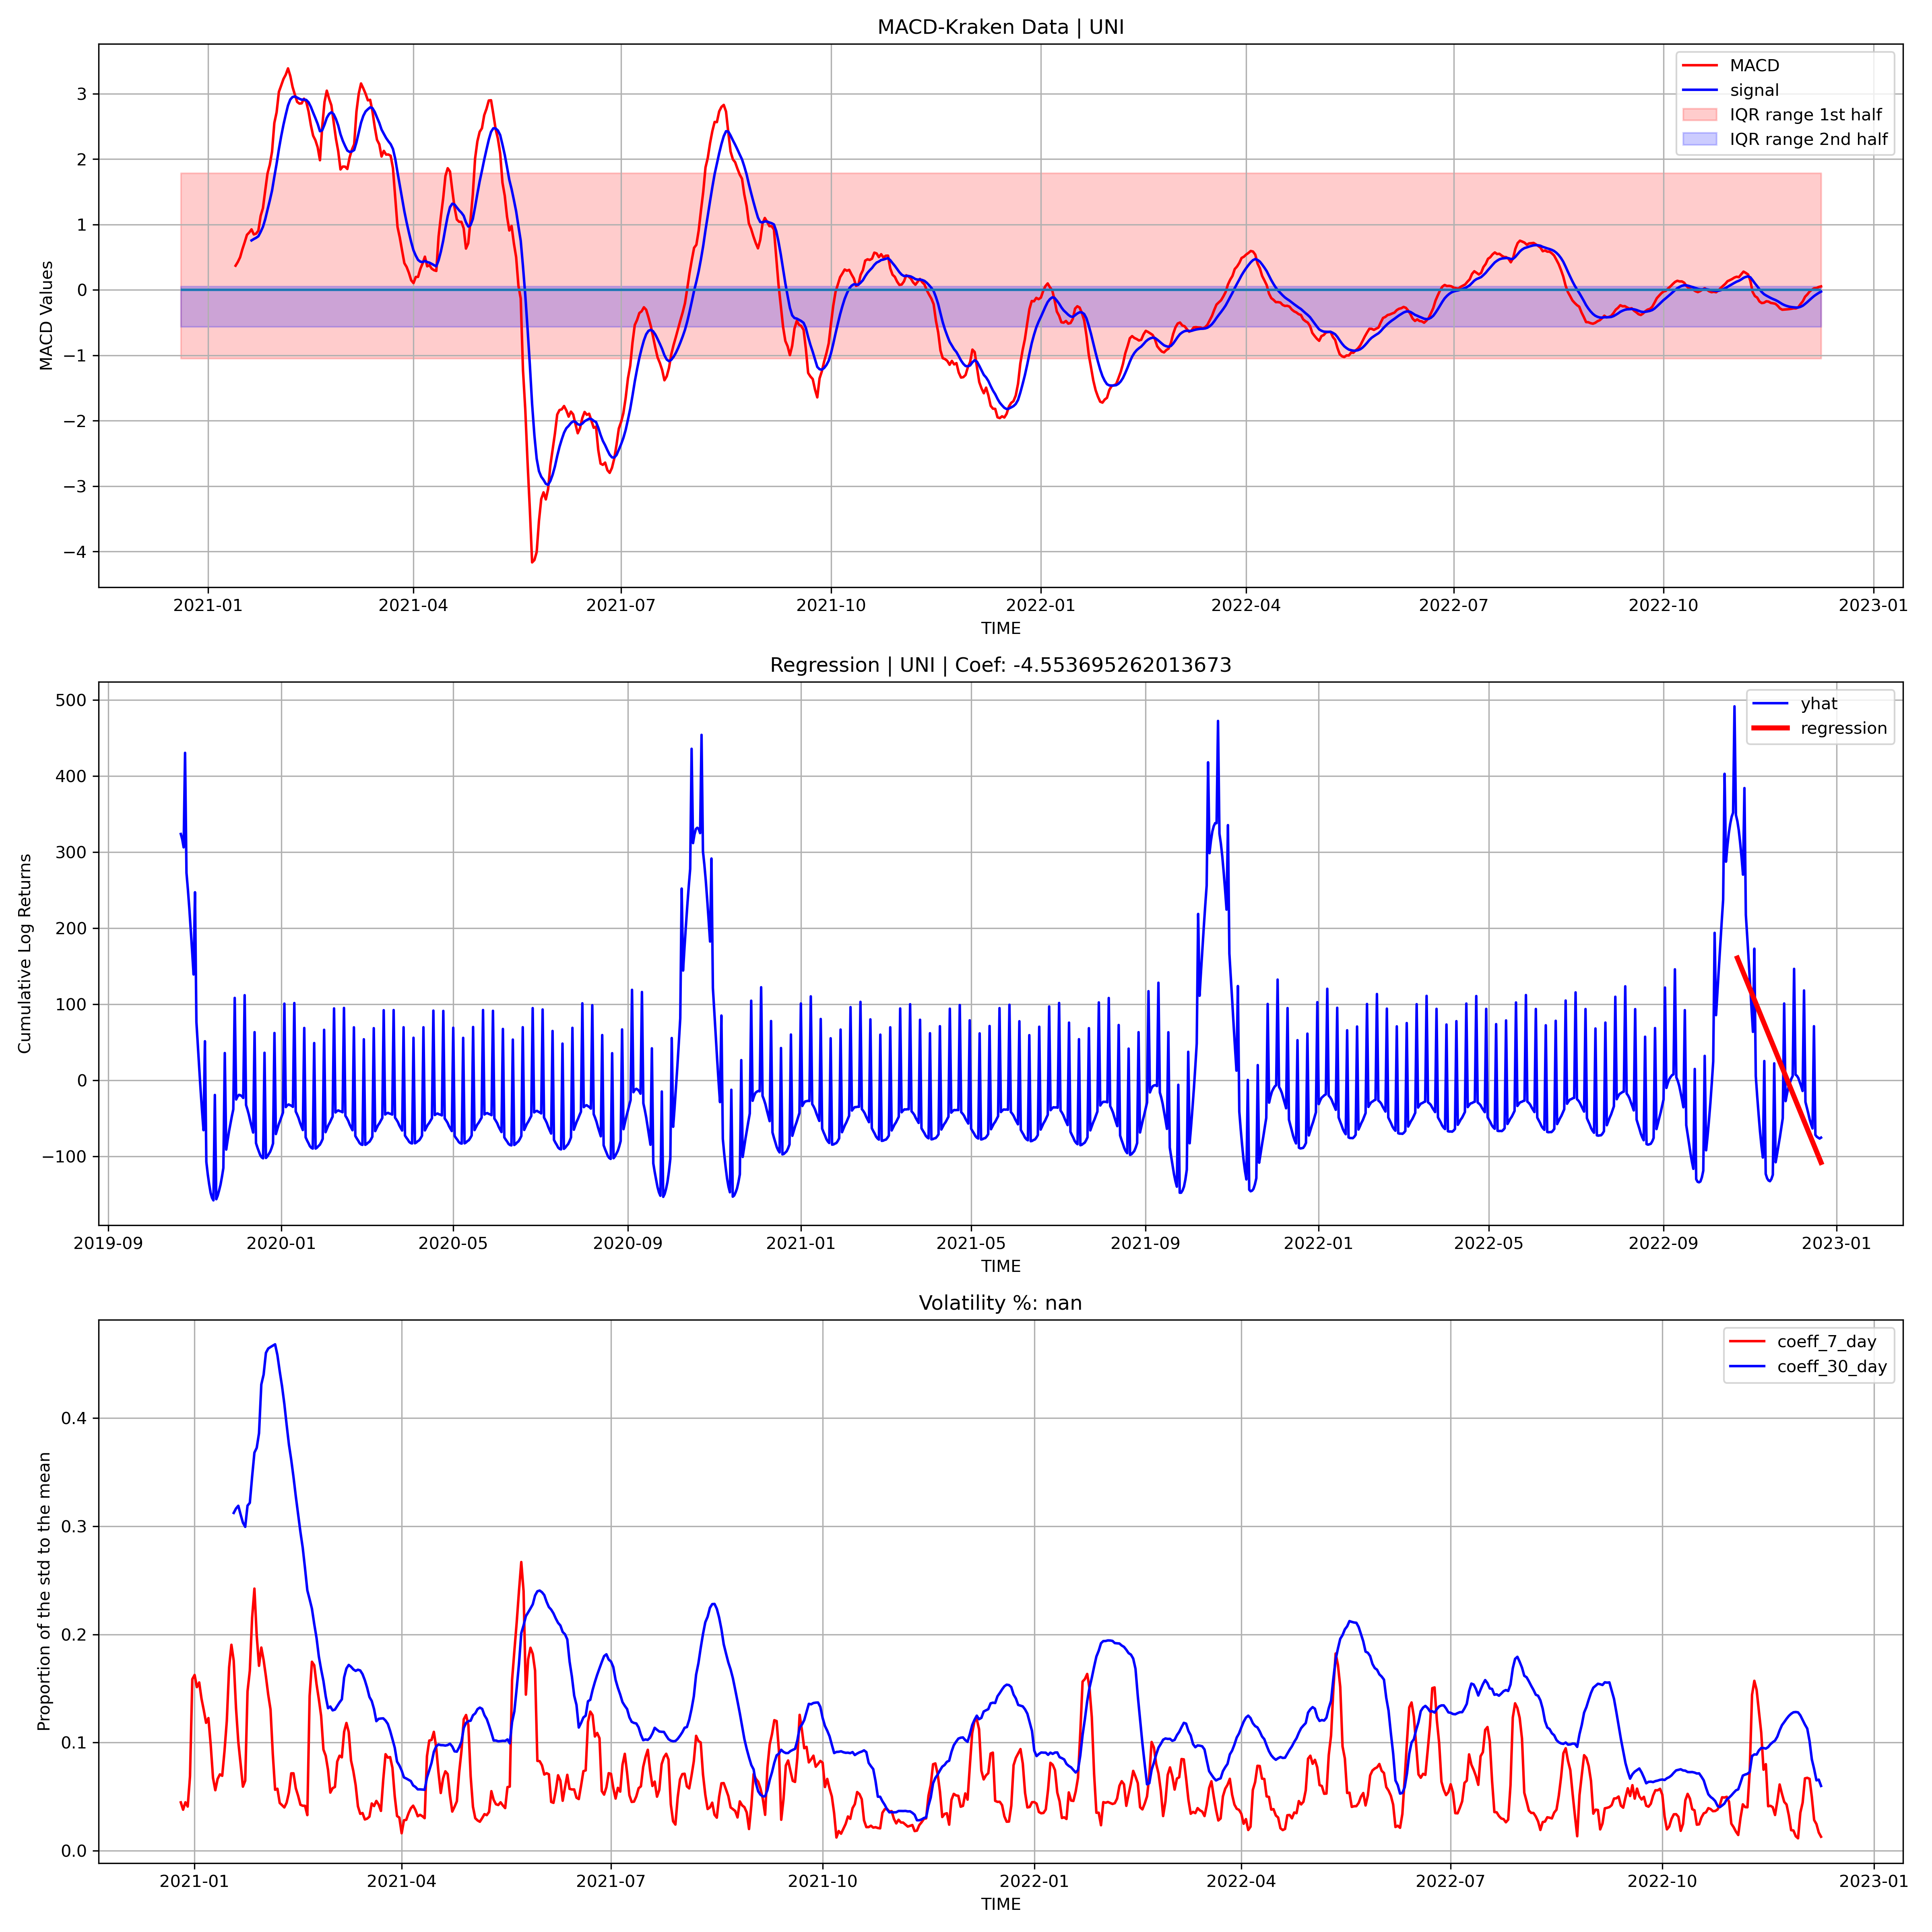 MACD-Kraken Data | UNI
MACD Values
3
2
1
0
−1
−2
−3
−4
MACD
signal
IQR range 1st half
IQR range 2nd half
2021-01 2021-04 2021-07 2021-10 2022-01 2022-04 2022-07 2022-10 2023-01
TIME
Regression | UNI | Coef: -4.553695262013673
Cumulative Log Returns
500
400
300
200
100
0
−100
yhat
regression
2019-09 2020-01 2020-05 2020-09 2021-01 2021-05 2021-09 2022-01 2022-05 2022-09 2023-01
TIME
Volatility %: nan
Proportion of the std to the mean
0.4
0.3
0.2
0.1
0.0
coeff_7_day
coeff_30_day
2021-01 2021-04 2021-07 2021-10 2022-01 2022-04 2022-07 2022-10 2023-01
TIME